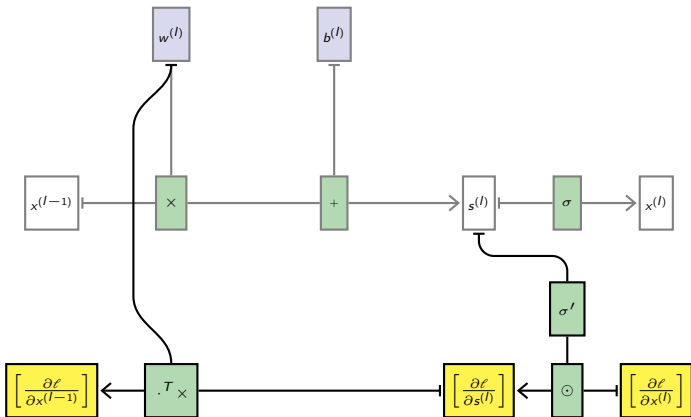 w^(l) b^(l)
x^(l−1) × + s^(l) σ x^(l)
σ′
[∂ℓ/∂x^(l−1)] ·^T × [∂ℓ/∂s^(l)] ⊙ [∂ℓ/∂x^(l)]